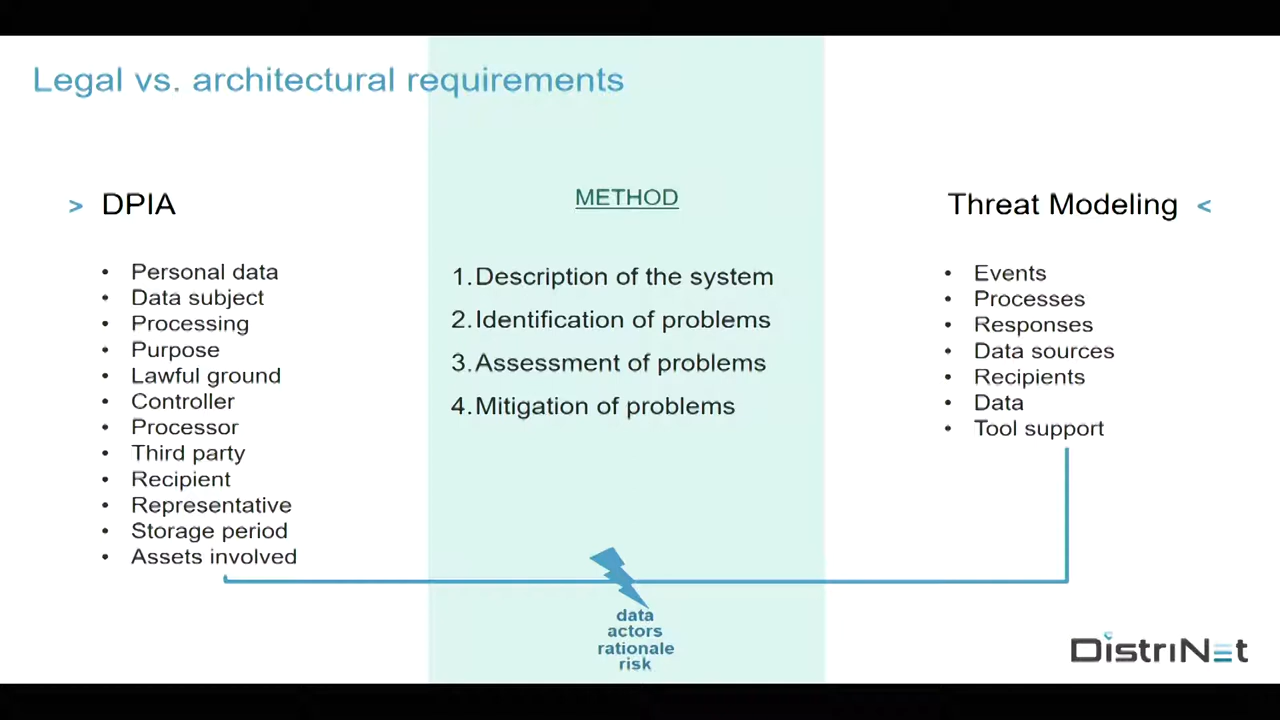 Legal vs. architectural requirements
> DPIA
• Personal data
• Data subject
• Processing
• Purpose
• Lawful ground
• Controller
• Processor
• Third party
• Recipient
• Representative
• Storage period
• Assets involved
METHOD
1. Description of the system
2. Identification of problems
3. Assessment of problems
4. Mitigation of problems
Threat Modeling <
• Events
• Processes
• Responses
• Data sources
• Recipients
• Data
• Tool support
data
actors
rationale
risk
DistriNet